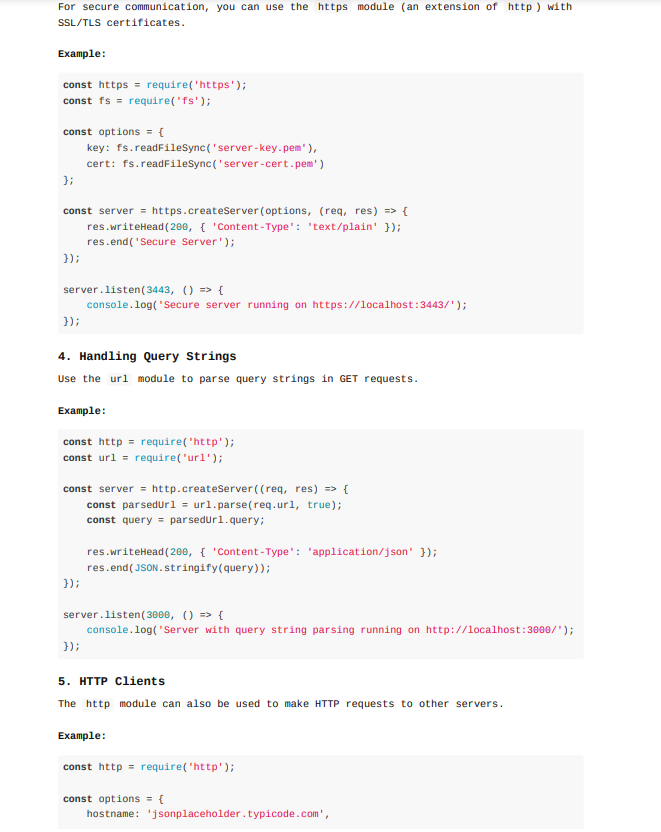 For secure communication, you can use the https module (an extension of http) with
SSL/TLS certificates.
Example:
const https = require('https');
const fs = require('fs');
const options = {
    key: fs.readFileSync('server-key.pem'),
    cert: fs.readFileSync('server-cert.pem')
};
const server = https.createServer(options, (req, res) => {
    res.writeHead(200, { 'Content-Type': 'text/plain' });
    res.end('Secure Server');
});
server.listen(3443, () => {
    console.log('Secure server running on https://localhost:3443/');
});
4. Handling Query Strings
Use the url module to parse query strings in GET requests.
Example:
const http = require('http');
const url = require('url');
const server = http.createServer((req, res) => {
    const parsedUrl = url.parse(req.url, true);
    const query = parsedUrl.query;
    res.writeHead(200, { 'Content-Type': 'application/json' });
    res.end(JSON.stringify(query));
});
server.listen(3000, () => {
    console.log('Server with query string parsing running on http://localhost:3000/');
});
5. HTTP Clients
The http module can also be used to make HTTP requests to other servers.
Example:
const http = require('http');
const options = {
    hostname: 'jsonplaceholder.typicode.com',